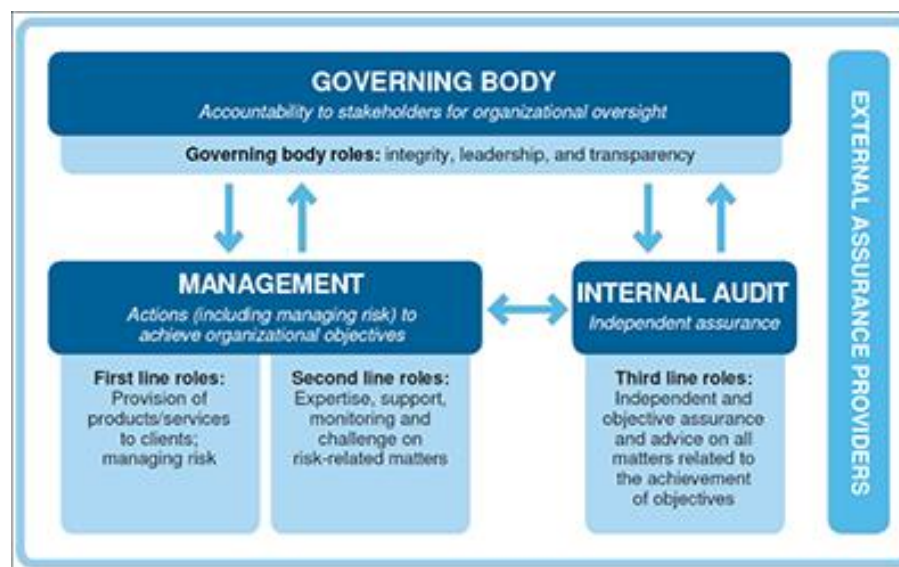 GOVERNING BODY
Accountability to stakeholders for organizational oversight
Governing body roles: integrity, leadership, and transparency
MANAGEMENT
Actions (including managing risk) to
achieve organizational objectives
First line roles:
Provision of
products/services
to clients;
managing risk
Second line roles:
Expertise, support,
monitoring and
challenge on
risk-related matters
INTERNAL AUDIT
Independent assurance
Third line roles:
Independent and
objective assurance
and advice on all
matters related to
the achievement
of objectives
EXTERNAL ASSURANCE PROVIDERS